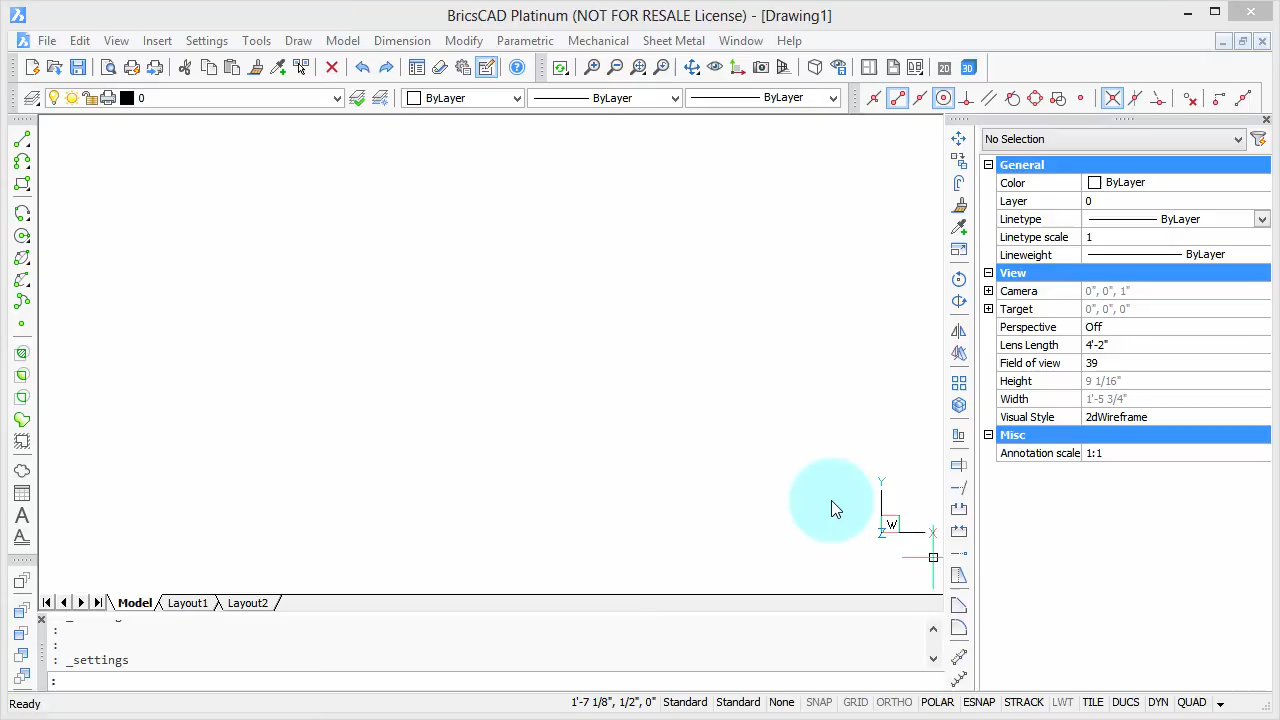 BricsCAD Platinum (NOT FOR RESALE License) - [Drawing1]
File Edit View Insert Settings Tools Draw Model Dimension Modify Parametric Mechanical Sheet Metal Window Help
2D 3D
0 ByLayer ByLayer ByLayer
No Selection
General
Color ByLayer
Layer 0
Linetype ByLayer
Linetype scale 1
Lineweight ByLayer
View
Camera 0", 0", 1"
Target 0", 0", 0"
Perspective Off
Lens Length 4'-2"
Field of view 39
Height 9 1/16"
Width 1'-5 3/4"
Visual Style 2dWireframe
Misc
Annotation scale 1:1
Y
W
Z X
Model Layout1 Layout2
:
:
: _settings
:
Ready 1'-7 1/8", 1/2", 0" Standard Standard None SNAP GRID ORTHO POLAR ESNAP STRACK LWT TILE DUCS DYN QUAD